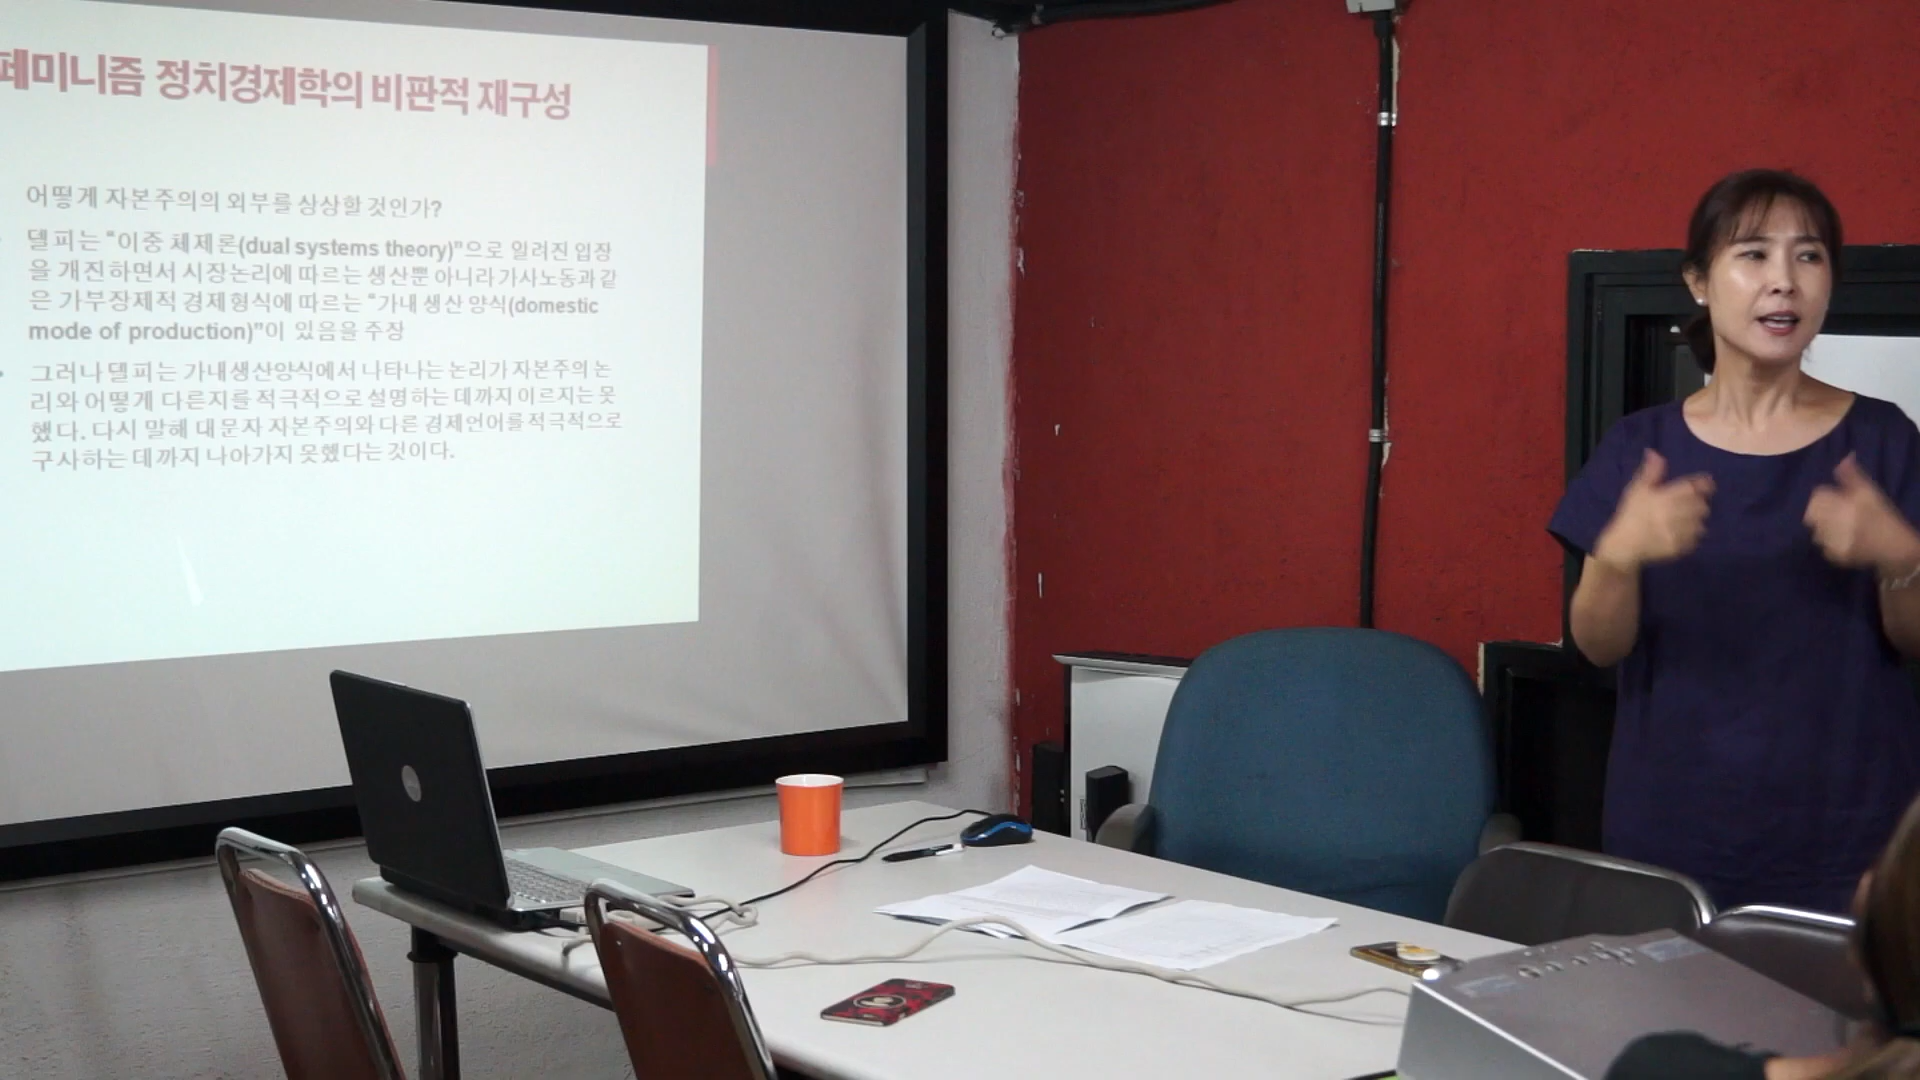 페미니즘 정치경제학의 비판적 재구성
어떻게 자본주의의 외부를 상상할 것인가?
델피는 “이중 체제론(dual systems theory)”으로 알려진 입장
을 개진하면서 시장논리에 따르는 생산뿐 아니라 가사노동과 같
은 가부장제적 경제형식에 따르는 “가내 생산 양식(domestic
mode of production)”이 있음을 주장
그러나 델피는 가내생산양식에서 나타나는 논리가 자본주의 논
리와 어떻게 다른지를 적극적으로 설명하는 데까지 이르지는 못
했다. 다시 말해 대문자 자본주의와 다른 경제언어를 적극적으로
구사하는 데까지 나아가지 못했다는 것이다.